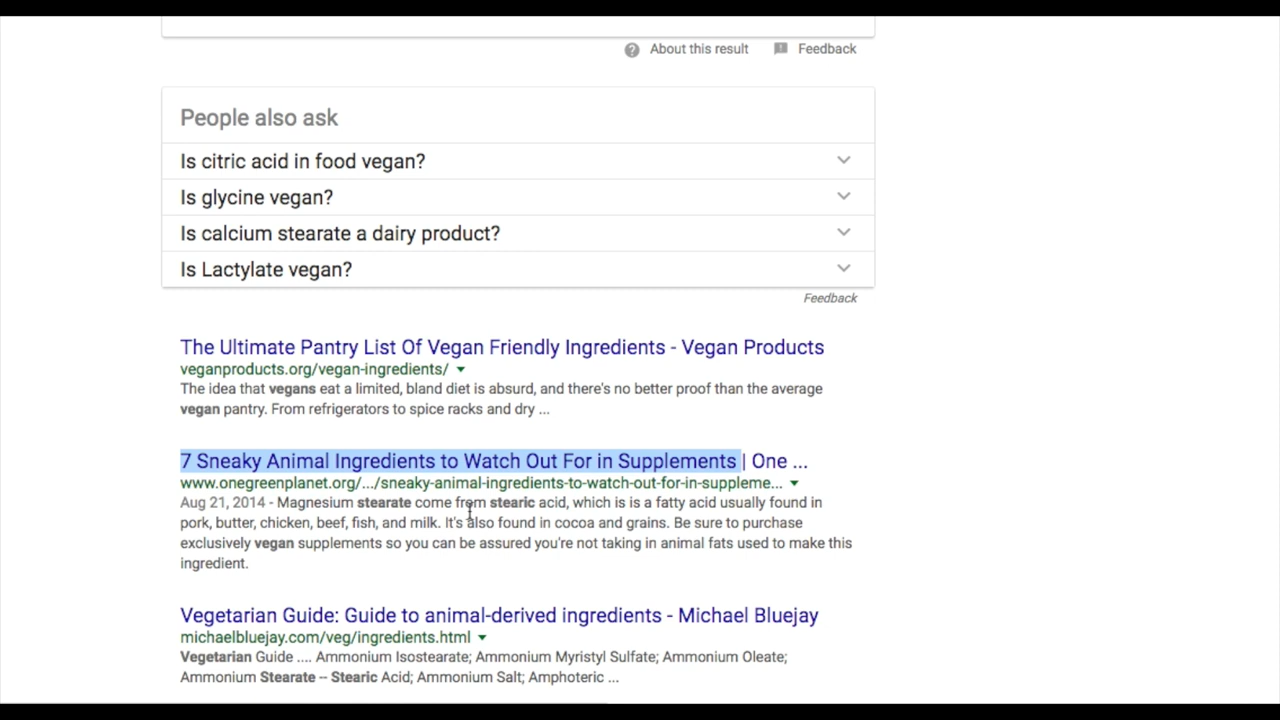 About this result Feedback
People also ask
Is citric acid in food vegan?
Is glycine vegan?
Is calcium stearate a dairy product?
Is Lactylate vegan?
Feedback
The Ultimate Pantry List Of Vegan Friendly Ingredients - Vegan Products
veganproducts.org/vegan-ingredients/
The idea that vegans eat a limited, bland diet is absurd, and there's no better proof than the average
vegan pantry. From refrigerators to spice racks and dry ...
7 Sneaky Animal Ingredients to Watch Out For in Supplements | One ...
www.onegreenplanet.org/.../sneaky-animal-ingredients-to-watch-out-for-in-suppleme...
Aug 21, 2014 - Magnesium stearate come from stearic acid, which is is a fatty acid usually found in
pork, butter, chicken, beef, fish, and milk. It's also found in cocoa and grains. Be sure to purchase
exclusively vegan supplements so you can be assured you're not taking in animal fats used to make this
ingredient.
Vegetarian Guide: Guide to animal-derived ingredients - Michael Bluejay
michaelbluejay.com/veg/ingredients.html
Vegetarian Guide .... Ammonium Isostearate; Ammonium Myristyl Sulfate; Ammonium Oleate;
Ammonium Stearate -- Stearic Acid; Ammonium Salt; Amphoteric ...